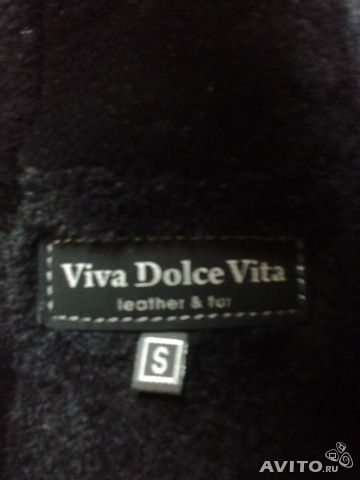 Viva Dolce Vita
leather & fur
S
AVITO.ru